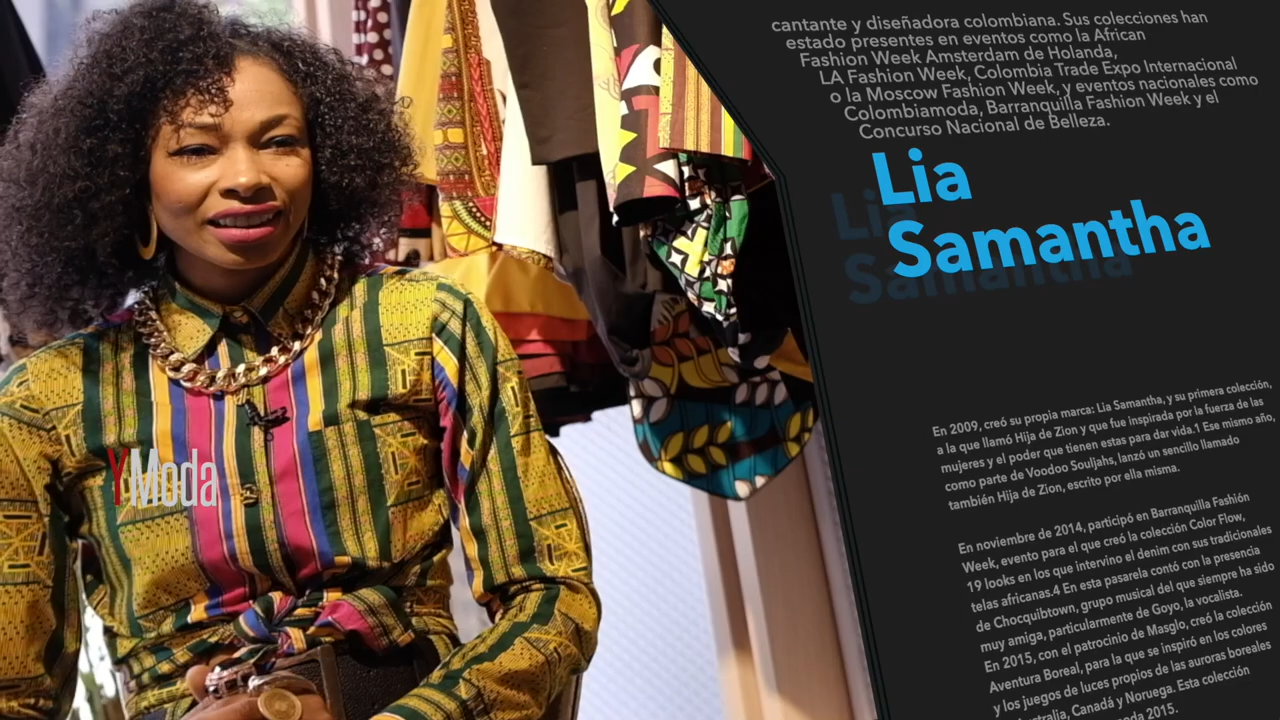 cantante y diseñadora colombiana. Sus colecciones han
estado presentes en eventos como la African
Fashion Week Amsterdam de Holanda,
LA Fashion Week, Colombia Trade Expo Internacional
o la Moscow Fashion Week, y eventos nacionales como
Colombiamoda, Barranquilla Fashion Week y el
Concurso Nacional de Belleza.
Lia
Samantha
YModa
En 2009, creó su propia marca: Lia Samantha, y su primera colección,
a la que llamó Hija de Zion y que fue inspirada por la fuerza de las
mujeres y el poder que tienen estas para dar vida.1 Ese mismo año,
como parte de Voodoo Souljahs, lanzó un sencillo llamado
también Hija de Zion, escrito por ella misma.
En noviembre de 2014, participó en Barranquilla Fashión
Week, evento para el que creó la colección Color Flow,
19 looks en los que intervino el denim con sus tradicionales
telas africanas.4 En esta pasarela contó con la presencia
de Chocquibtown, grupo musical del que siempre ha sido
muy amiga, particularmente de Goyo, la vocalista.
En 2015, con el patrocinio de Masglo, creó la colección
Aventura Boreal, para la que se inspiró en los colores
y los juegos de luces propios de las auroras boreales
Canadá y Noruega. Esta colección
2015.